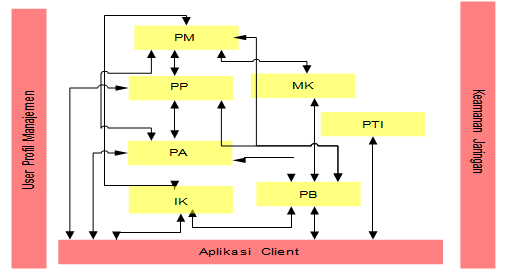 User Profil Manajemen
PM
PP
MK
PTI
PA
IK
PB
Aplikasi Client
Keamanan Jaringan